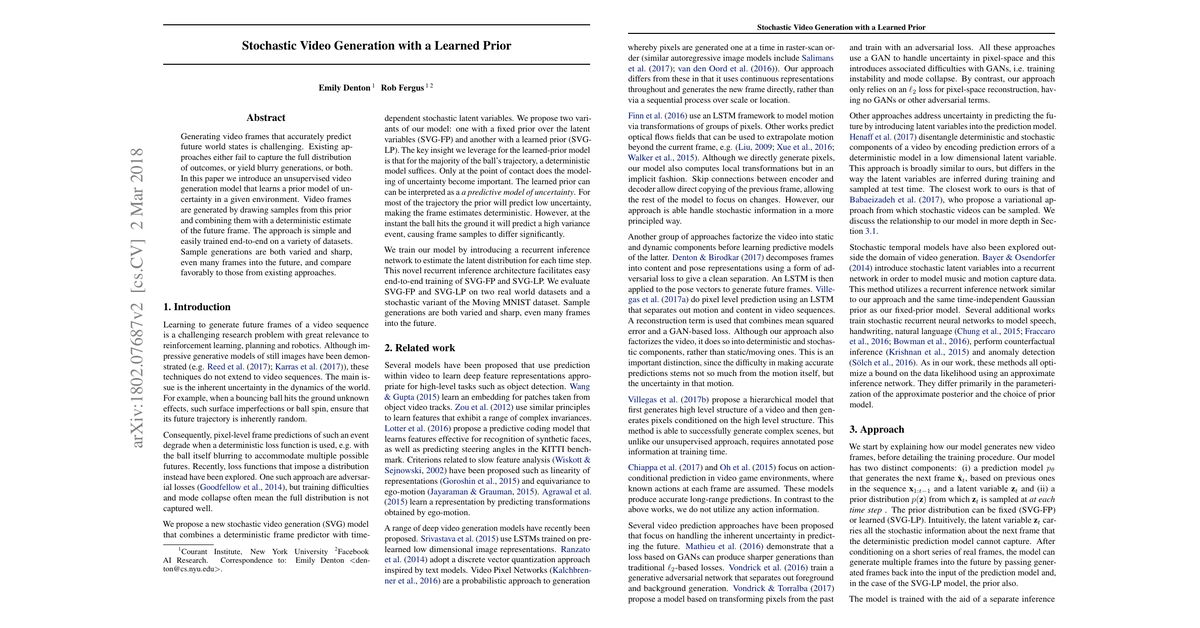 Stochastic Video Generation with a Learned Prior
Emily Denton 1 Rob Fergus 1 2
arXiv:1802.07687v2 [cs.CV] 2 Mar 2018
Abstract
Generating video frames that accurately predict
future world states is challenging. Existing ap-
proaches either fail to capture the full distribution
of outcomes, or yield blurry generations, or both.
In this paper we introduce an unsupervised video
generation model that learns a prior model of un-
certainty in a given environment. Video frames
are generated by drawing samples from this prior
and combining them with a deterministic estimate
of the future frame. The approach is simple and
easily trained end-to-end on a variety of datasets.
Sample generations are both varied and sharp,
even many frames into the future, and compare
favorably to those from existing approaches.
1. Introduction
Learning to generate future frames of a video sequence
is a challenging research problem with great relevance to
reinforcement learning, planning and robotics. Although im-
pressive generative models of still images have been demon-
strated (e.g. Reed et al. (2017); Karras et al. (2017)), these
techniques do not extend to video sequences. The main is-
sue is the inherent uncertainty in the dynamics of the world.
For example, when a bouncing ball hits the ground unknown
effects, such surface imperfections or ball spin, ensure that
its future trajectory is inherently random.
Consequently, pixel-level frame predictions of such an event
degrade when a deterministic loss function is used, e.g. with
the ball itself blurring to accommodate multiple possible
futures. Recently, loss functions that impose a distribution
instead have been explored. One such approach are adversar-
ial losses (Goodfellow et al., 2014), but training difficulties
and mode collapse often mean the full distribution is not
captured well.
We propose a new stochastic video generation (SVG) model
that combines a deterministic frame predictor with time-
1Courant Institute, New York University 2Facebook
AI Research. Correspondence to: Emily Denton <den-
ton@cs.nyu.edu>.
dependent stochastic latent variables. We propose two vari-
ants of our model: one with a fixed prior over the latent
variables (SVG-FP) and another with a learned prior (SVG-
LP). The key insight we leverage for the learned-prior model
is that for the majority of the ball's trajectory, a deterministic
model suffices. Only at the point of contact does the model-
ing of uncertainty become important. The learned prior can
can be interpreted as a predictive model of uncertainty. For
most of the trajectory the prior will predict low uncertainty,
making the frame estimates deterministic. However, at the
instant the ball hits the ground it will predict a high variance
event, causing frame samples to differ significantly.
We train our model by introducing a recurrent inference
network to estimate the latent distribution for each time step.
This novel recurrent inference architecture facilitates easy
end-to-end training of SVG-FP and SVG-LP. We evaluate
SVG-FP and SVG-LP on two real world datasets and a
stochastic variant of the Moving MNIST dataset. Sample
generations are both varied and sharp, even many frames
into the future.
2. Related work
Several models have been proposed that use prediction
within video to learn deep feature representations appro-
priate for high-level tasks such as object detection. Wang
& Gupta (2015) learn an embedding for patches taken from
object video tracks. Zou et al. (2012) use similar principles
to learn features that exhibit a range of complex invariances.
Lotter et al. (2016) propose a predictive coding model that
learns features effective for recognition of synthetic faces,
as well as predicting steering angles in the KITTI bench-
mark. Criterias related to slow feature analysis (Wiskott &
Sejnowski, 2002) have been proposed such as linearity of
representations (Goroshin et al., 2015) and equivariance to
ego-motion (Jayaraman & Grauman, 2015). Agrawal et al.
(2015) learn a representation by predicting transformations
obtained by ego-motion.
A range of deep video generation models have recently been
proposed. Srivastava et al. (2015) use LSTMs trained on pre-
learned low dimensional image representations. Ranzato
et al. (2014) adopt a discrete vector quantization approach
inspired by text models. Video Pixel Networks (Kalchbren-
ner et al., 2016) are a probabilistic approach to generation
Stochastic Video Generation with a Learned Prior
whereby pixels are generated one at a time in raster-scan or-
der (similar autoregressive image models include Salimans
et al. (2017); van den Oord et al. (2016)). Our approach
differs from these in that it uses continuous representations
throughout and generates the new frame directly, rather than
via a sequential process over scale or location.
Finn et al. (2016) use an LSTM framework to model motion
via transformations of groups of pixels. Other works predict
optical flows fields that can be used to extrapolate motion
beyond the current frame, e.g. (Liu, 2009; Xue et al., 2016;
Walker et al., 2015). Although we directly generate pixels,
our model also computes local transformations but in an
implicit fashion. Skip connections between encoder and
decoder allow direct copying of the previous frame, allowing
the rest of the model to focus on changes. However, our
approach is able handle stochastic information in a more
principled way.
Another group of approaches factorize the video into static
and dynamic components before learning predictive models
of the latter. Denton & Birodkar (2017) decomposes frames
into content and pose representations using a form of ad-
versarial loss to give a clean separation. An LSTM is then
applied to the pose vectors to generate future frames. Ville-
gas et al. (2017a) do pixel level prediction using an LSTM
that separates out motion and content in video sequences.
A reconstruction term is used that combines mean squared
error and a GAN-based loss. Although our approach also
factorizes the video, it does so into deterministic and stochas-
tic components, rather than static/moving ones. This is an
important distinction, since the difficulty in making accurate
predictions stems not so much from the motion itself, but
the uncertainty in that motion.
Villegas et al. (2017b) propose a hierarchical model that
first generates high level structure of a video and then gen-
erates pixels conditioned on the high level structure. This
method is able to successfully generate complex scenes, but
unlike our unsupervised approach, requires annotated pose
information at training time.
Chiappa et al. (2017) and Oh et al. (2015) focus on action-
conditional prediction in video game environments, where
known actions at each frame are assumed. These models
produce accurate long-range predictions. In contrast to the
above works, we do not utilize any action information.
Several video prediction approaches have been proposed
that focus on handling the inherent uncertainty in predict-
ing the future. Mathieu et al. (2016) demonstrate that a
loss based on GANs can produce sharper generations than
traditional ℓ2-based losses. Vondrick et al. (2016) train a
generative adversarial network that separates out foreground
and background generation. Vondrick & Torralba (2017)
propose a model based on transforming pixels from the past
and train with an adversarial loss. All these approaches
use a GAN to handle uncertainty in pixel-space and this
introduces associated difficulties with GANs, i.e. training
instability and mode collapse. By contrast, our approach
only relies on an ℓ2 loss for pixel-space reconstruction, hav-
ing no GANs or other adversarial terms.
Other approaches address uncertainty in predicting the fu-
ture by introducing latent variables into the prediction model.
Henaff et al. (2017) disentangle deterministic and stochastic
components of a video by encoding prediction errors of a
deterministic model in a low dimensional latent variable.
This approach is broadly similar to ours, but differs in the
way the latent variables are inferred during training and
sampled at test time. The closest work to ours is that of
Babaeizadeh et al. (2017), who propose a variational ap-
proach from which stochastic videos can be sampled. We
discuss the relationship to our model in more depth in Sec-
tion 3.1.
Stochastic temporal models have also been explored out-
side the domain of video generation. Bayer & Osendorfer
(2014) introduce stochastic latent variables into a recurrent
network in order to model music and motion capture data.
This method utilizes a recurrent inference network similar
to our approach and the same time-independent Gaussian
prior as our fixed-prior model. Several additional works
train stochastic recurrent neural networks to model speech,
handwriting, natural language (Chung et al., 2015; Fraccaro
et al., 2016; Bowman et al., 2016), perform counterfactual
inference (Krishnan et al., 2015) and anomaly detection
(Sölch et al., 2016). As in our work, these methods all opti-
mize a bound on the data likelihood using an approximate
inference network. They differ primarily in the parameteri-
zation of the approximate posterior and the choice of prior
model.
3. Approach
We start by explaining how our model generates new video
frames, before detailing the training procedure. Our model
has two distinct components: (i) a prediction model pθ
that generates the next frame x̂t, based on previous ones
in the sequence x1:t−1 and a latent variable zt and (ii) a
prior distribution p(z) from which zt is sampled at at each
time step . The prior distribution can be fixed (SVG-FP)
or learned (SVG-LP). Intuitively, the latent variable zt car-
ries all the stochastic information about the next frame that
the deterministic prediction model cannot capture. After
conditioning on a short series of real frames, the model can
generate multiple frames into the future by passing gener-
ated frames back into the input of the prediction model and,
in the case of the SVG-LP model, the prior also.
The model is trained with the aid of a separate inference